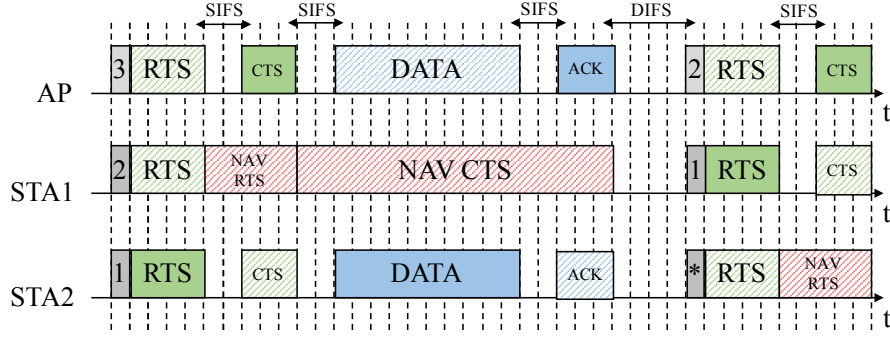 SIFS SIFS SIFS DIFS SIFS
AP 3 RTS CTS DATA ACK 2 RTS CTS
t
STA1 2 RTS NAV RTS NAV CTS 1 RTS CTS
t
STA2 1 RTS CTS DATA ACK * RTS NAV RTS
t